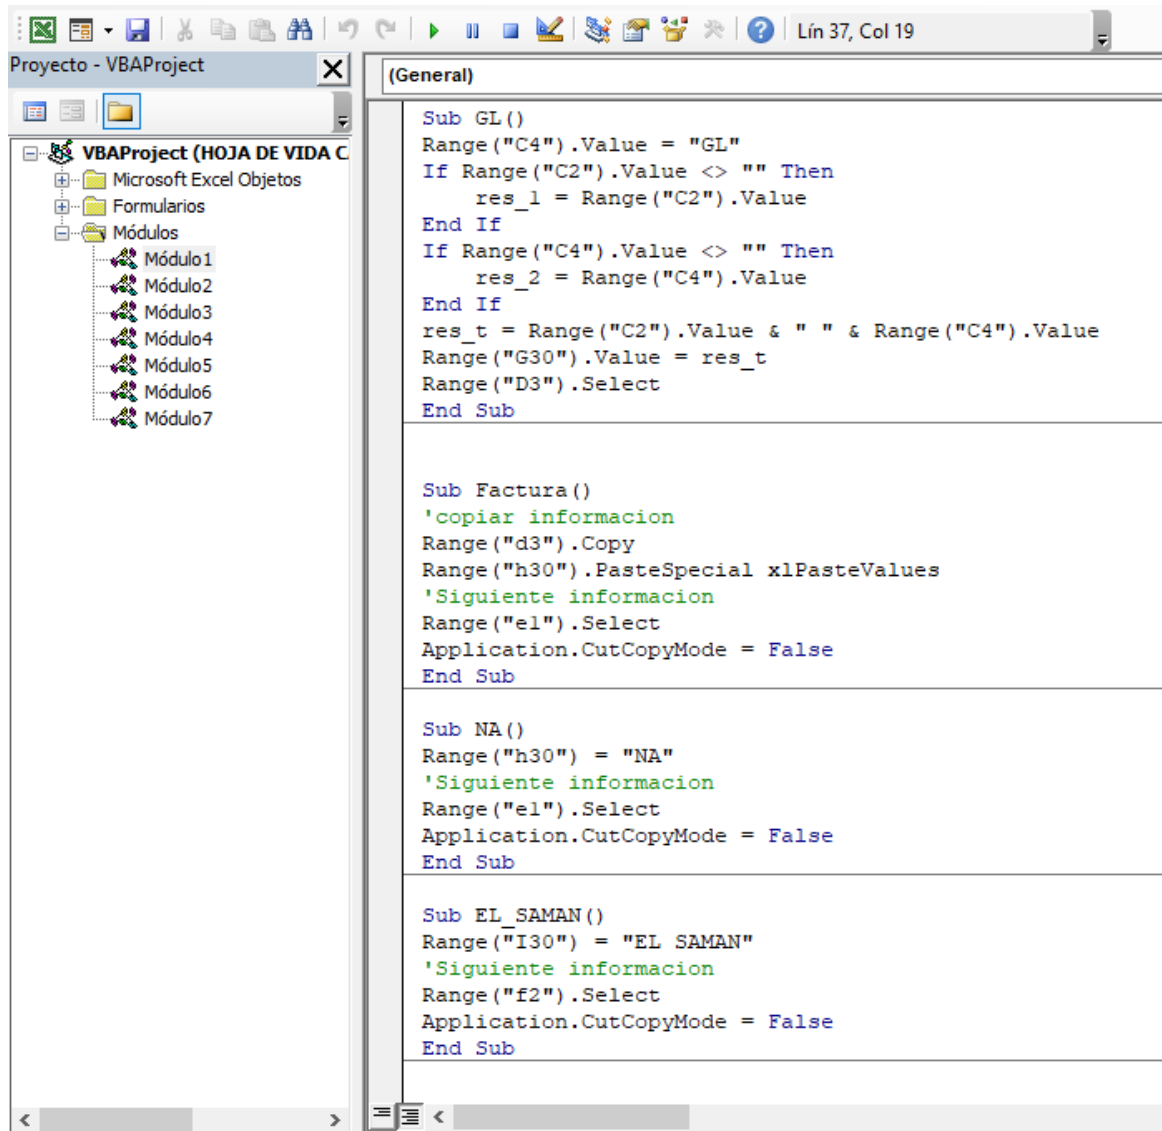 Lín 37, Col 19
Proyecto - VBAProject
(General)
VBAProject (HOJA DE VIDA C
Microsoft Excel Objetos
Formularios
Módulos
Módulo1
Módulo2
Módulo3
Módulo4
Módulo5
Módulo6
Módulo7
Sub GL()
Range("C4").Value = "GL"
If Range("C2").Value <> "" Then
    res_1 = Range("C2").Value
End If
If Range("C4").Value <> "" Then
    res_2 = Range("C4").Value
End If
res_t = Range("C2").Value & " " & Range("C4").Value
Range("G30").Value = res_t
Range("D3").Select
End Sub
Sub Factura()
'copiar informacion
Range("d3").Copy
Range("h30").PasteSpecial xlPasteValues
'Siguiente informacion
Range("e1").Select
Application.CutCopyMode = False
End Sub
Sub NA()
Range("h30") = "NA"
'Siguiente informacion
Range("e1").Select
Application.CutCopyMode = False
End Sub
Sub EL_SAMAN()
Range("I30") = "EL SAMAN"
'Siguiente informacion
Range("f2").Select
Application.CutCopyMode = False
End Sub